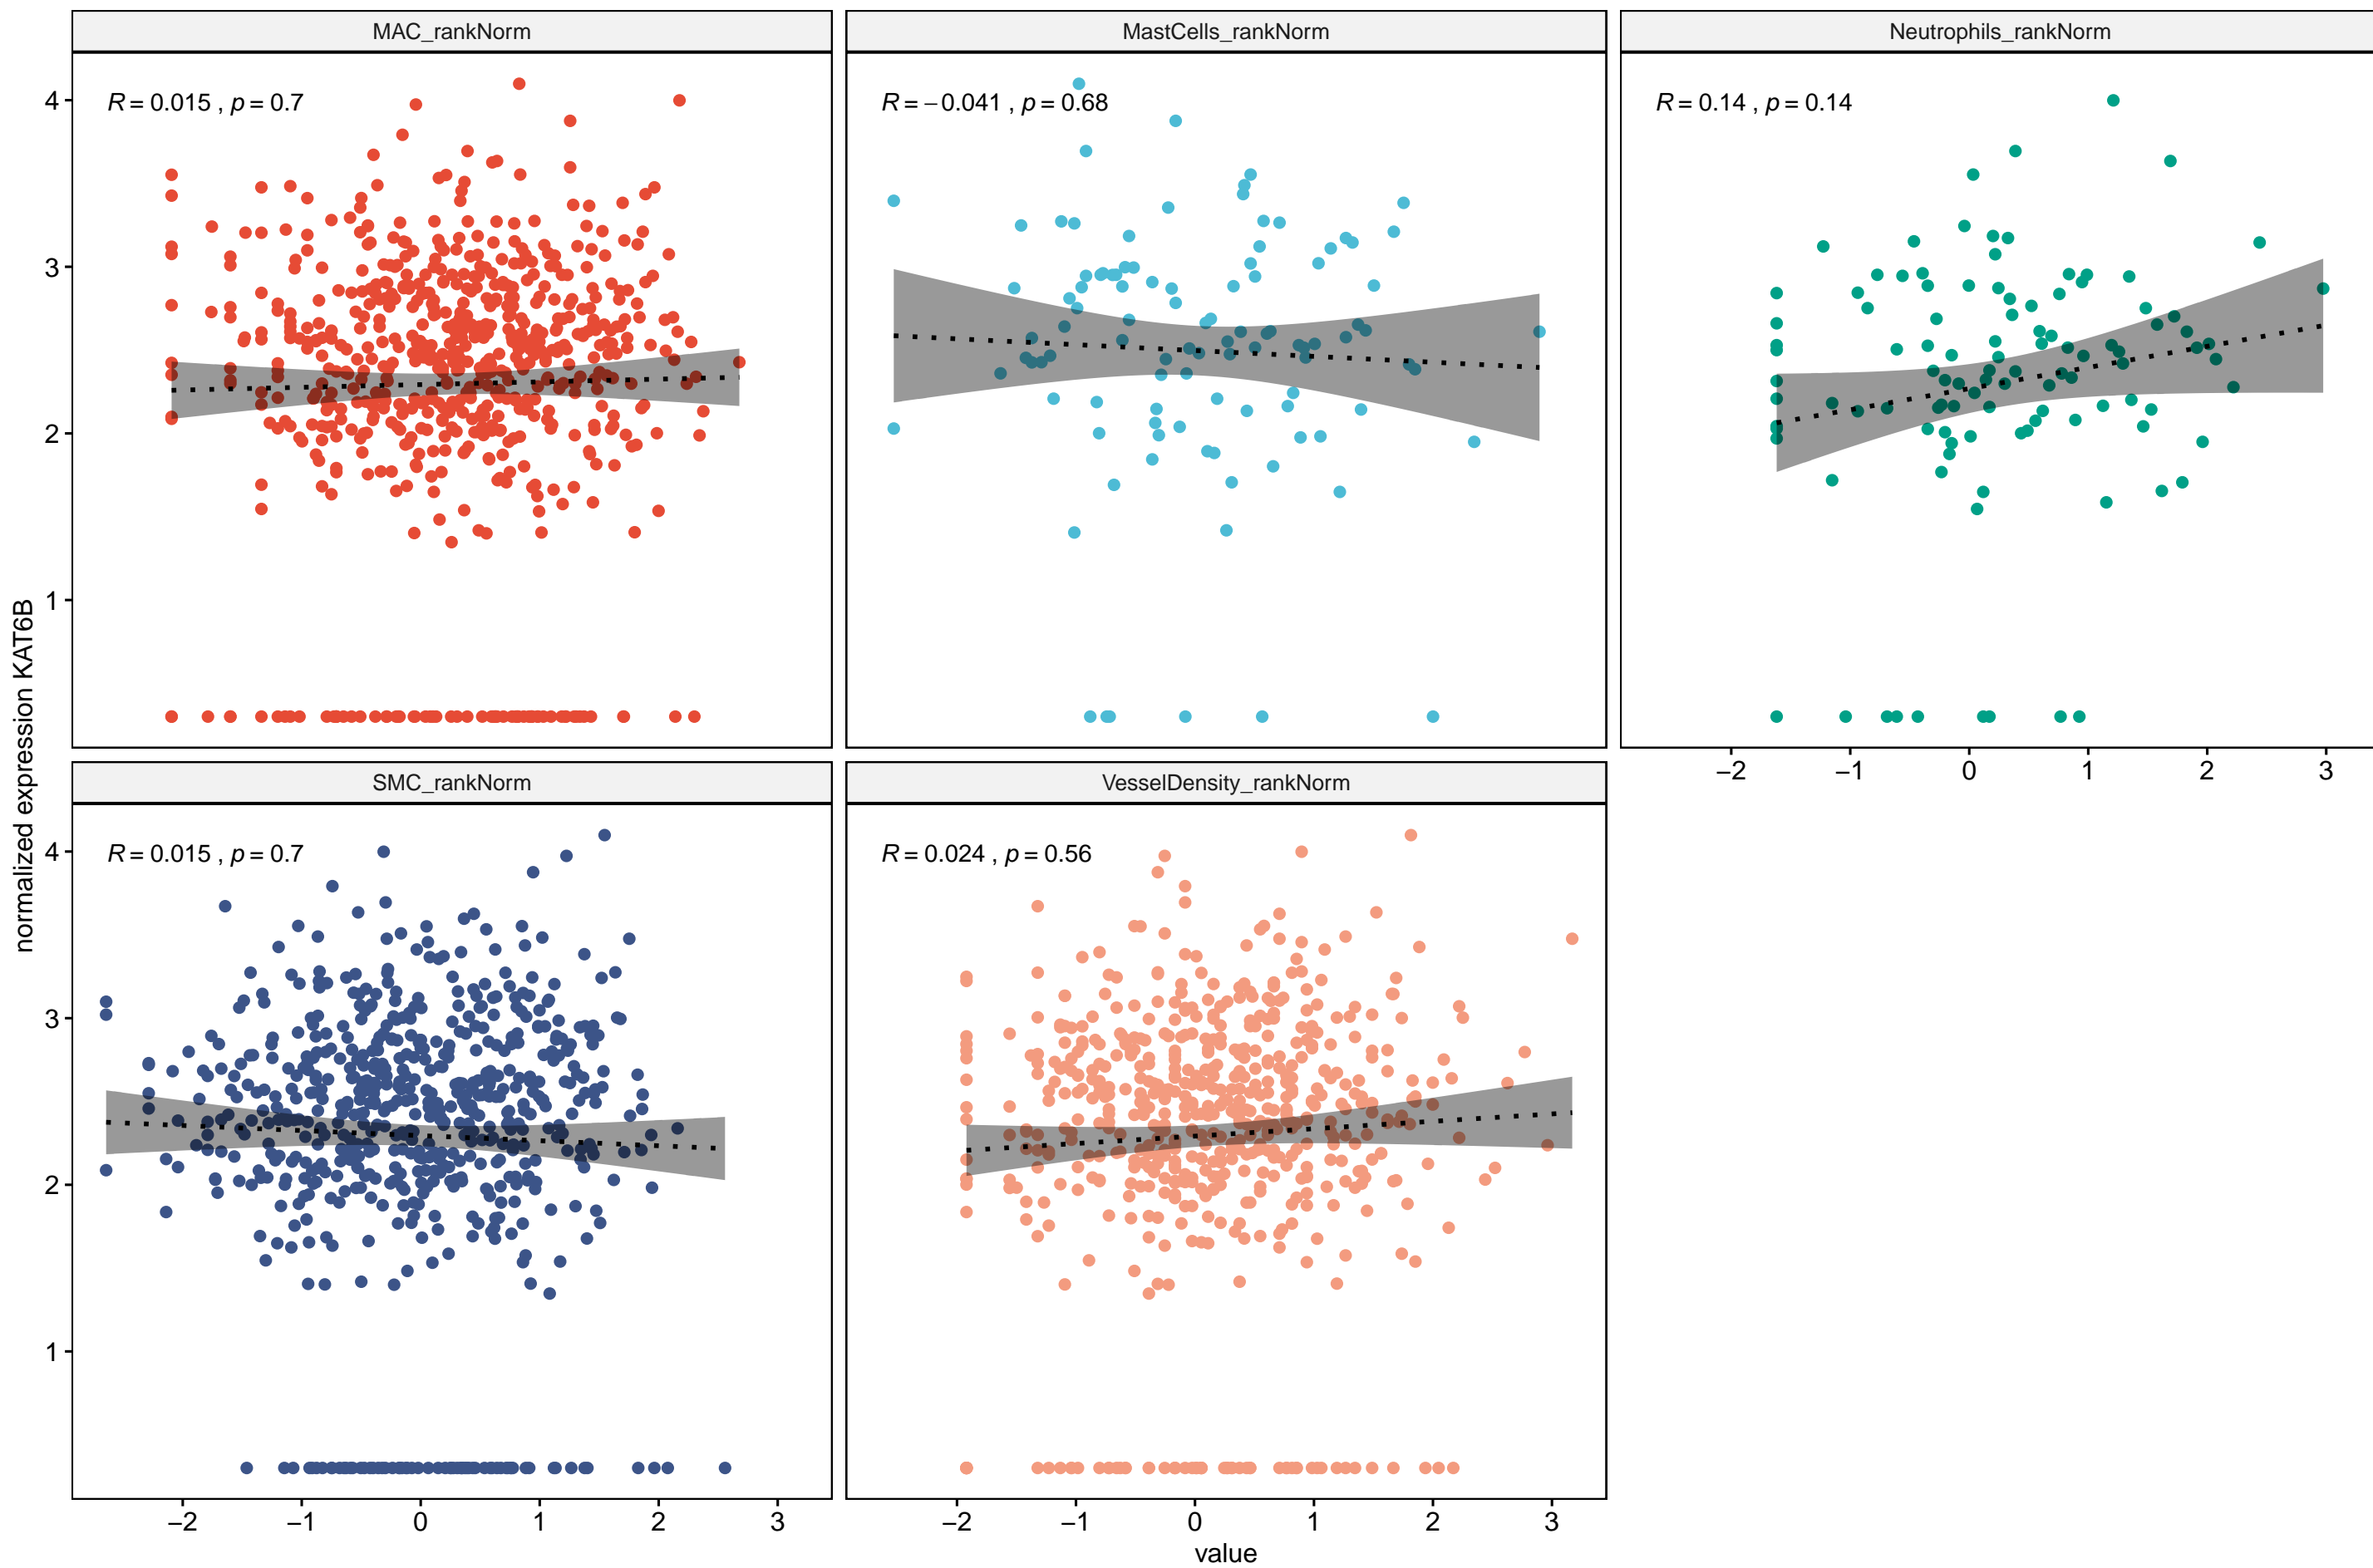 MAC_rankNorm
MastCells_rankNorm
Neutrophils_rankNorm
R = 0.015 , p = 0.7
R = −0.041 , p = 0.68
R = 0.14 , p = 0.14
4
3
2
1
−2 −1 0 1 2 3
normalized expression KAT6B
SMC_rankNorm
VesselDensity_rankNorm
R = 0.015 , p = 0.7
R = 0.024 , p = 0.56
4
3
2
1
−2 −1 0 1 2 3
−2 −1 0 1 2 3
value